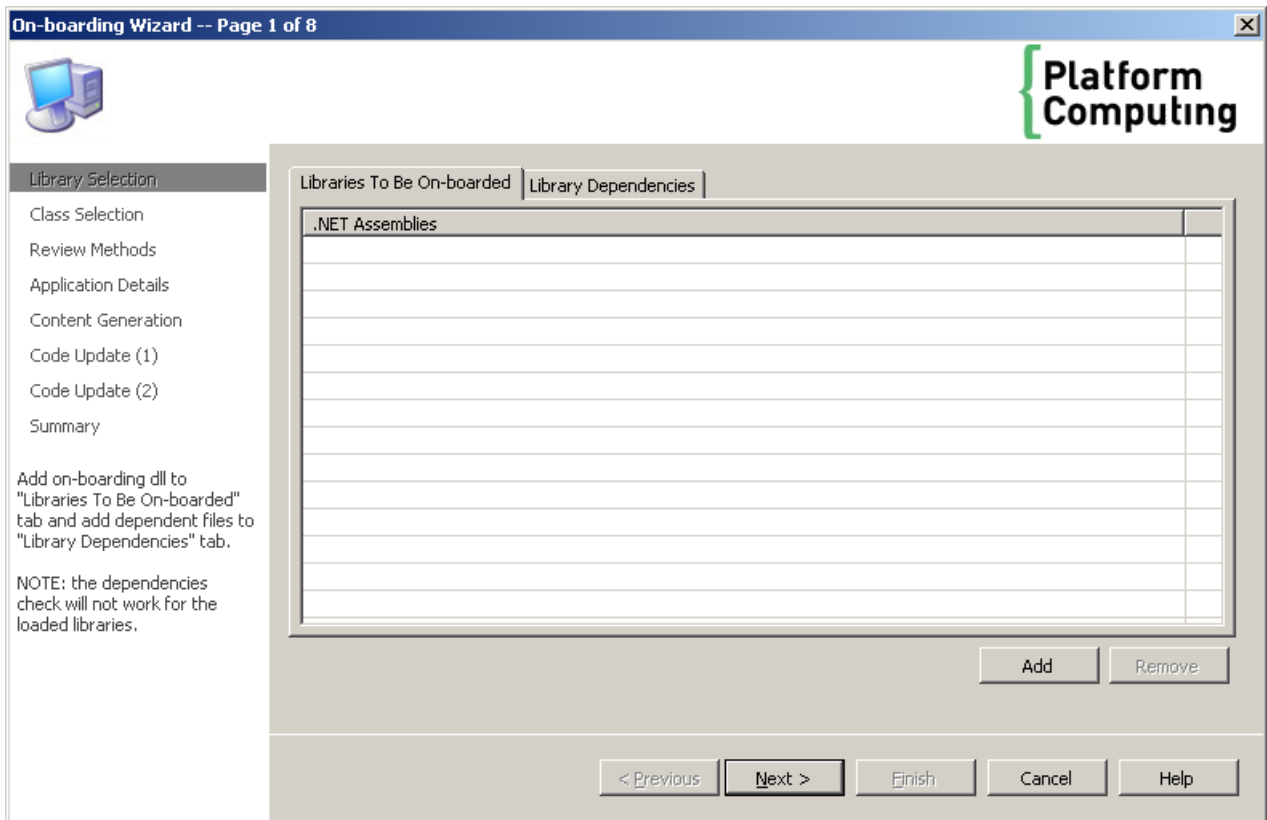 On-boarding Wizard -- Page 1 of 8
Platform
Computing
Library Selection
Class Selection
Review Methods
Application Details
Content Generation
Code Update (1)
Code Update (2)
Summary
Add on-boarding dll to
"Libraries To Be On-boarded"
tab and add dependent files to
"Library Dependencies" tab.
NOTE: the dependencies
check will not work for the
loaded libraries.
Libraries To Be On-boarded
Library Dependencies
.NET Assemblies
Add
Remove
< Previous
Next >
Finish
Cancel
Help